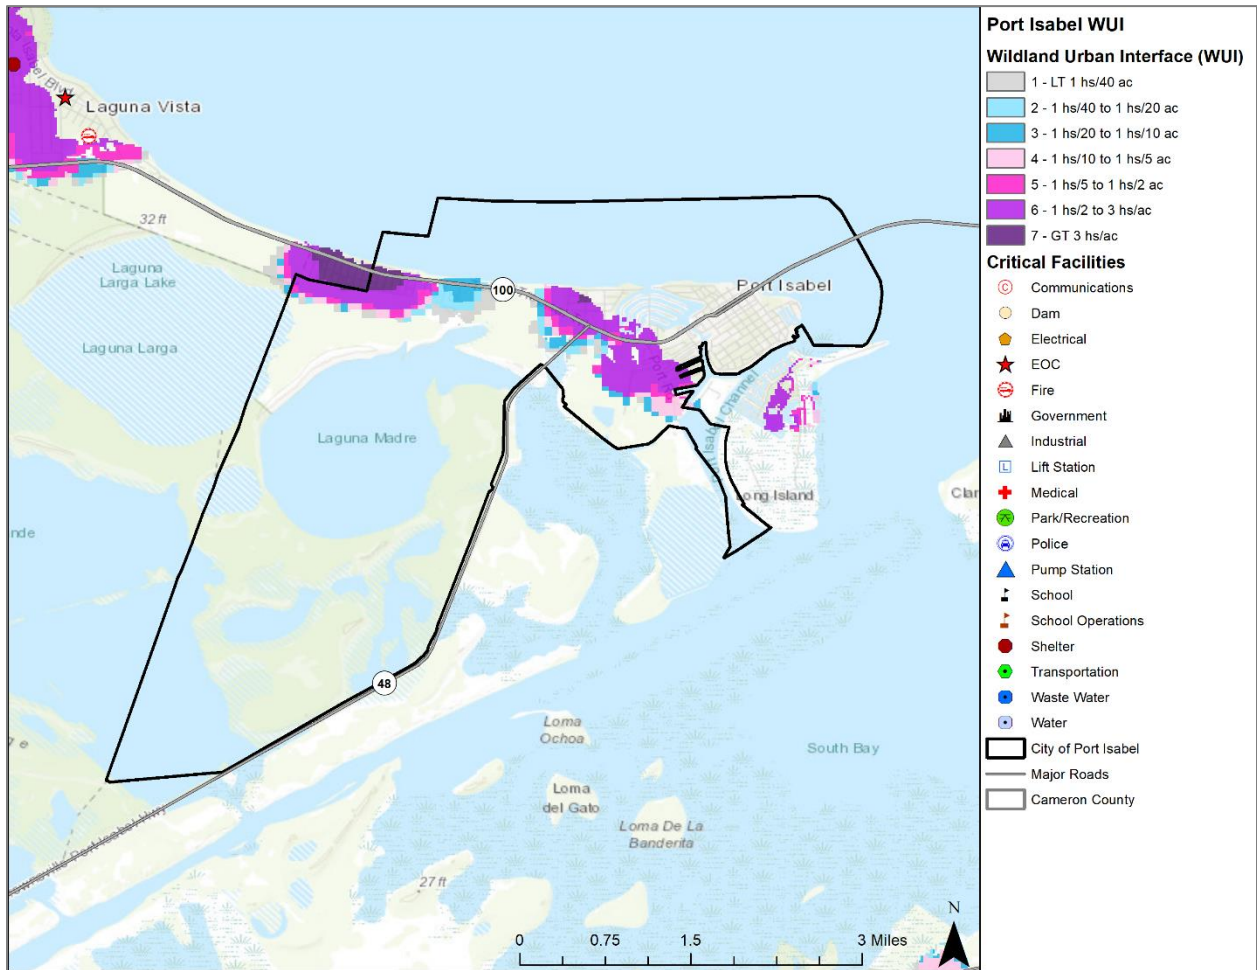 Port Isabel WUI
Wildland Urban Interface (WUI)
1 - LT 1 hs/40 ac
2 - 1 hs/40 to 1 hs/20 ac
3 - 1 hs/20 to 1 hs/10 ac
4 - 1 hs/10 to 1 hs/5 ac
5 - 1 hs/5 to 1 hs/2 ac
6 - 1 hs/2 to 3 hs/ac
7 - GT 3 hs/ac
Critical Facilities
C Communications
Dam
Electrical
EOC
Fire
Government
Industrial
L Lift Station
Medical
Park/Recreation
Police
Pump Station
School
School Operations
Shelter
Transportation
Waste Water
Water
City of Port Isabel
Major Roads
Cameron County
Laguna Vista
32 ft
Laguna
Larga Lake
Laguna Larga
100
Port Isabel
Laguna Madre
Port Isabel Channel
Long Island
48
Loma
Ochoa
South Bay
Loma
del Gato
Loma De La
Banderita
27 ft
N
0 0.75 1.5 3 Miles